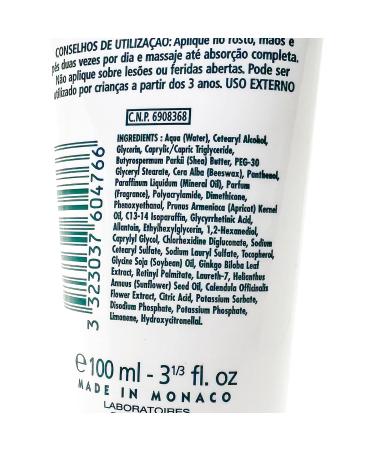 CONSELHOS DE UTILIZAÇÃO: Aplique no rosto, mãos e
pés duas vezes por dia e massaje até absorção completa.
Não aplique sobre lesões ou feridas abertas. Pode ser
utilizado por crianças a partir dos 3 anos. USO EXTERNO
C.N.P. 6908368
INGREDIENTS : Aqua (Water), Cetearyl Alcohol,
Glycerin, Caprylic/Capric Triglyceride,
Butyrospermum Parkii (Shea) Butter, PEG-30
Glyceryl Stearate, Cera Alba (Beeswax), Panthenol,
Paraffinum Liquidum (Mineral Oil), Parfum
(Fragrance), Polyacrylamide, Dimethicone,
Phenoxyethanol, Prunus Armeniaca (Apricot) Kernel
Oil, C13-14 Isoparaffin, Glycyrrhetinic Acid,
Allantoin, Ethylhexylglycerin, 1,2-Hexanediol,
Caprylyl Glycol, Chlorhexidine Digluconate, Sodium
Cetearyl Sulfate, Sodium Lauryl Sulfate, Tocopherol,
Glycine Soja (Soybean) Oil, Ginkgo Biloba Leaf
Extract, Retinyl Palmitate, Laureth-7, Helianthus
Annuus (Sunflower) Seed Oil, Calendula Officinalis
Flower Extract, Citric Acid, Potassium Sorbate,
Disodium Phosphate, Potassium Phosphate,
Limonene, Hydroxycitronellal.
3 323037 604766
e 100 ml - 3 1/3 fl. oz
MADE IN MONACO
LABORATOIRES